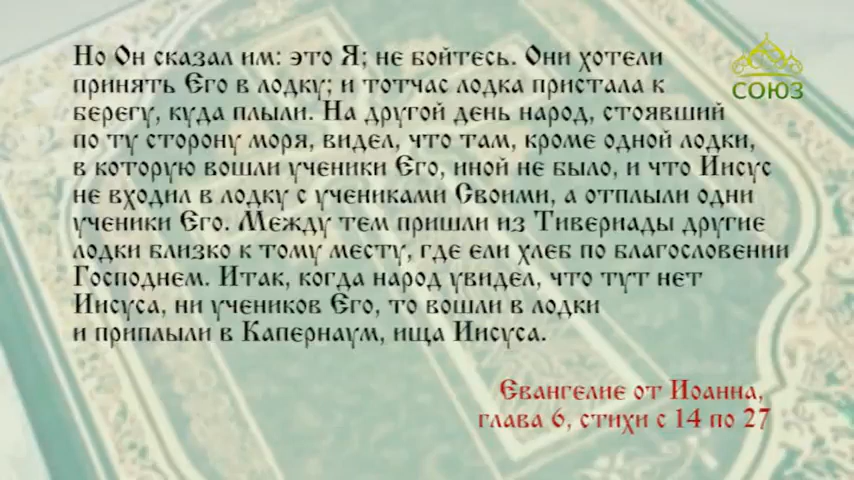 Но Он сказал им: это Я; не бойтесь. Они хотели
СОЮЗ
принять Его в лодку; и тотчас лодка пристала к
берегу, куда плыли. На другой день народ, стоявший
по ту сторону моря, видел, что там, кроме одной лодки,
в которую вошли ученики Его, иной не было, и что Иисус
не входил в лодку с учениками Своими, а отплыли одни
ученики Его. Между тем пришли из Тивериады другие
лодки близко к тому месту, где ели хлеб по благословении
Господнем. Итак, когда народ увидел, что тут нет
Иисуса, ни учеников Его, то вошли в лодки
и приплыли в Капернаум, ища Иисуса.
Евангелие от Иоанна,
глава 6, стихи с 14 по 27